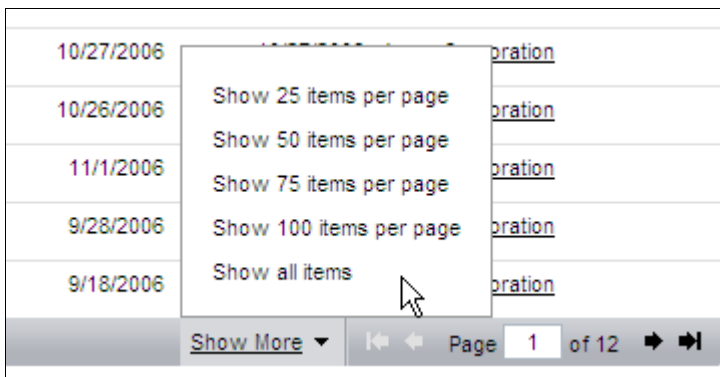 10/27/2006
Show 25 items per page
10/26/2006
Show 50 items per page
11/1/2006
Show 75 items per page
9/28/2006
Show 100 items per page
9/18/2006
Show all items
Show More Page 1 of 12